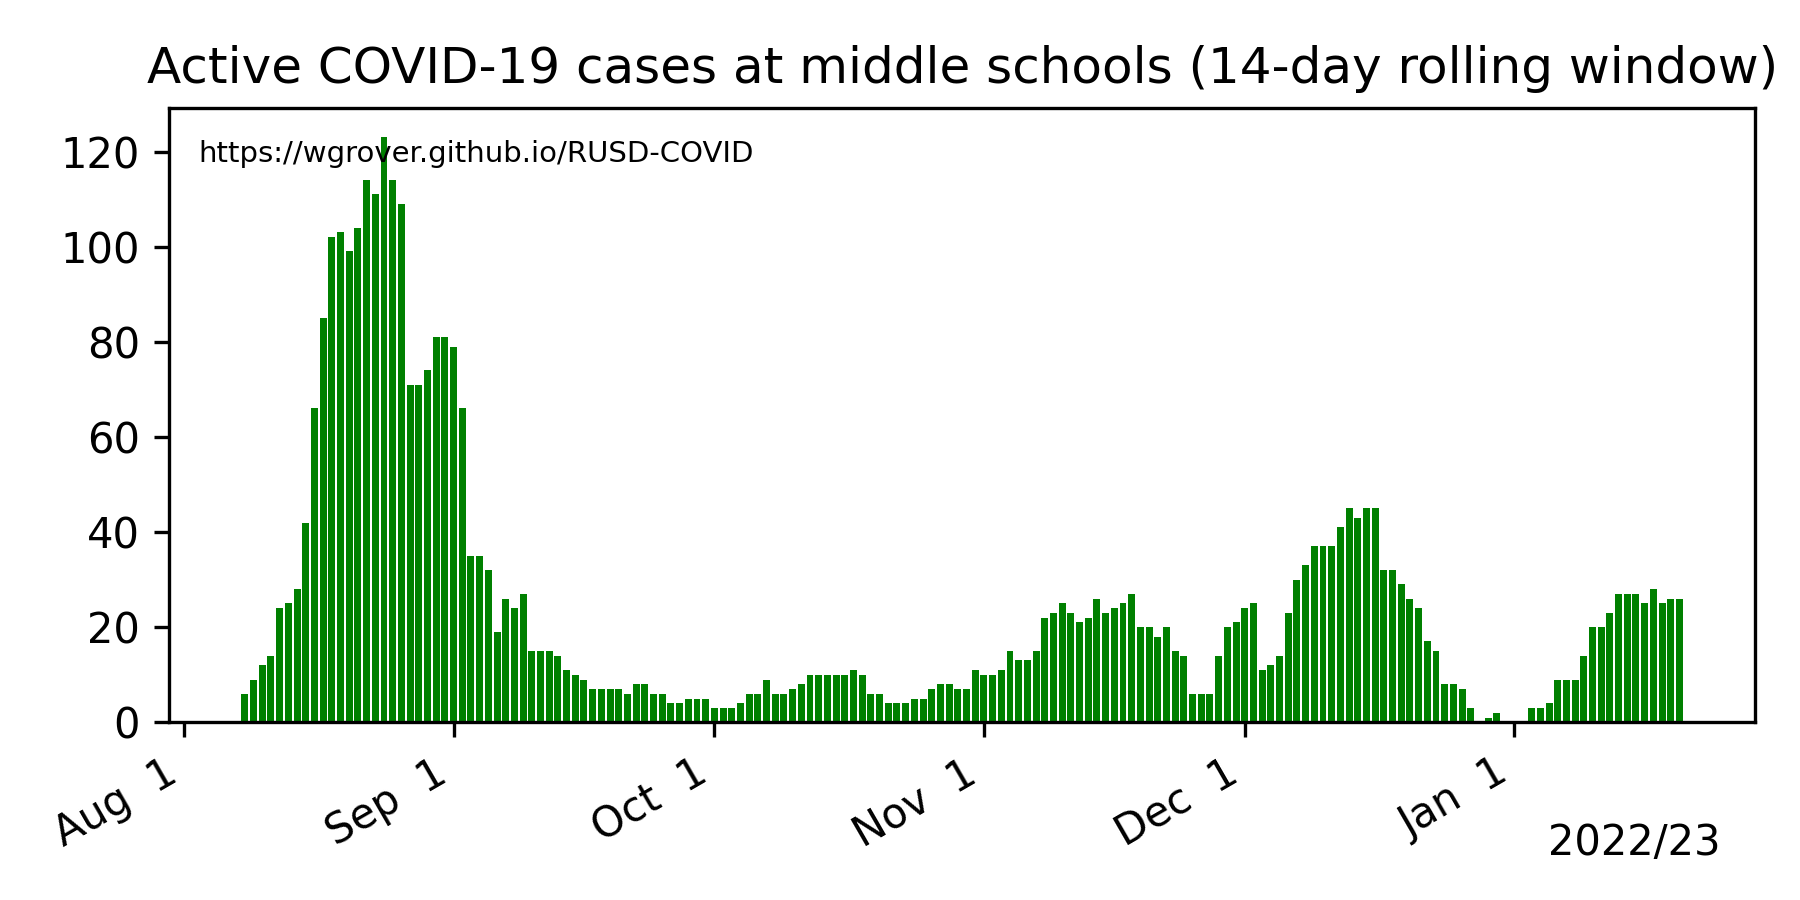 Active COVID-19 cases at middle schools (14-day rolling window)
https://wgrover.github.io/RUSD-COVID
120
100
80
60
40
20
0
Aug 1
Sep 1
Oct 1
Nov 1
Dec 1
Jan 1
2022/23